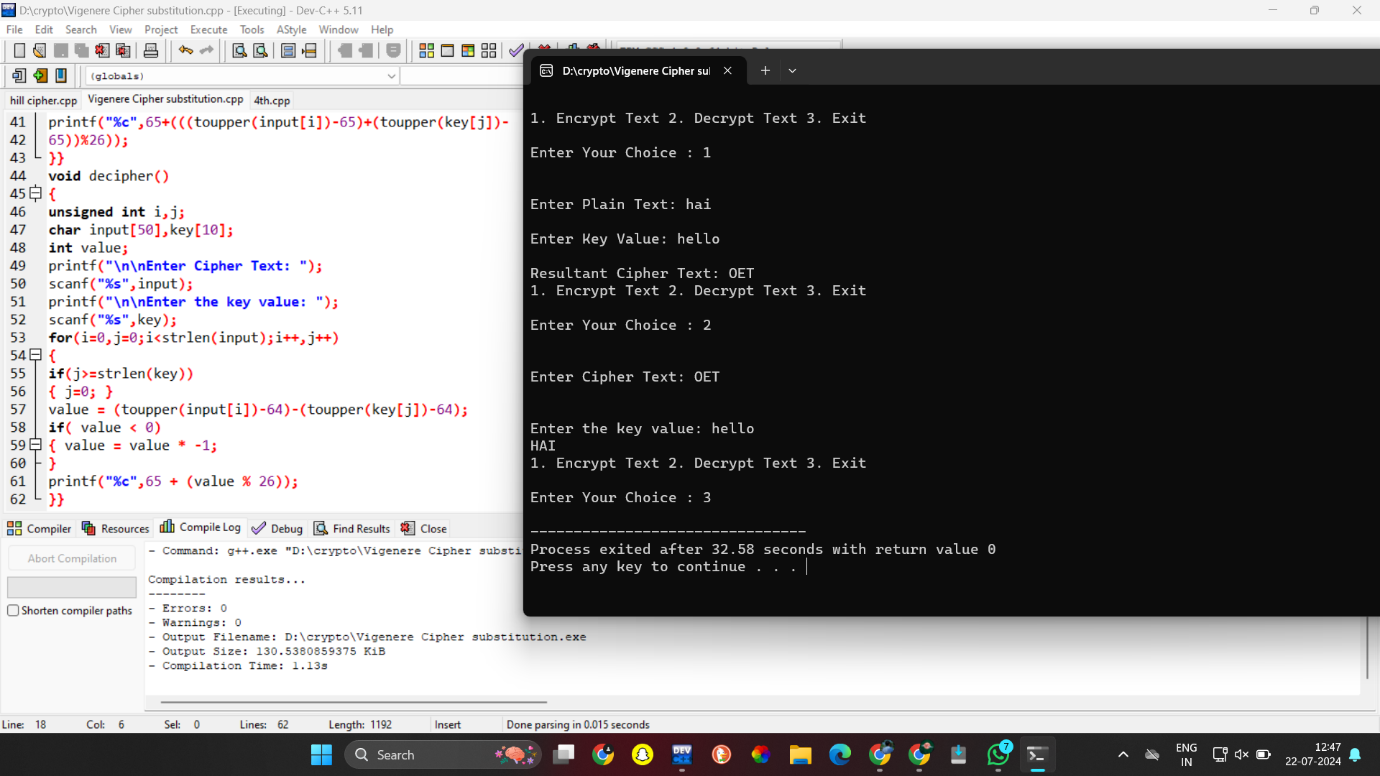 D:\crypto\Vigenere Cipher substitution.cpp - [Executing] - Dev-C++ 5.11
File Edit Search View Project Execute Tools AStyle Window Help
(globals)
hill cipher.cpp Vigenere Cipher substitution.cpp 4th.cpp
41 printf("%c",65+(((toupper(input[i])-65)+(toupper(key[j])-
42 65))%26));
43 }}
44 void decipher()
45 {
46 unsigned int i,j;
47 char input[50],key[10];
48 int value;
49 printf("\n\nEnter Cipher Text: ");
50 scanf("%s",input);
51 printf("\n\nEnter the key value: ");
52 scanf("%s",key);
53 for(i=0,j=0;i<strlen(input);i++,j++)
54 {
55 if(j>=strlen(key))
56 { j=0; }
57 value = (toupper(input[i])-64)-(toupper(key[j])-64);
58 if( value < 0)
59 { value = value * -1;
60 }
61 printf("%c",65 + (value % 26));
62 }}
D:\crypto\Vigenere Cipher sul
1. Encrypt Text 2. Decrypt Text 3. Exit
Enter Your Choice : 1
Enter Plain Text: hai
Enter Key Value: hello
Resultant Cipher Text: OET
1. Encrypt Text 2. Decrypt Text 3. Exit
Enter Your Choice : 2
Enter Cipher Text: OET
Enter the key value: hello
HAI
1. Encrypt Text 2. Decrypt Text 3. Exit
Enter Your Choice : 3
--------------------------------
Process exited after 32.58 seconds with return value 0
Press any key to continue . . .
Compiler Resources Compile Log Debug Find Results Close
Abort Compilation
Shorten compiler paths
- Command: g++.exe "D:\crypto\Vigenere Cipher substi
Compilation results...
--------
- Errors: 0
- Warnings: 0
- Output Filename: D:\crypto\Vigenere Cipher substitution.exe
- Output Size: 130.5380859375 KiB
- Compilation Time: 1.13s
Line: 18 Col: 6 Sel: 0 Lines: 62 Length: 1192 Insert Done parsing in 0.015 seconds
Search
DEV
7
ENG
IN
12:47
22-07-2024